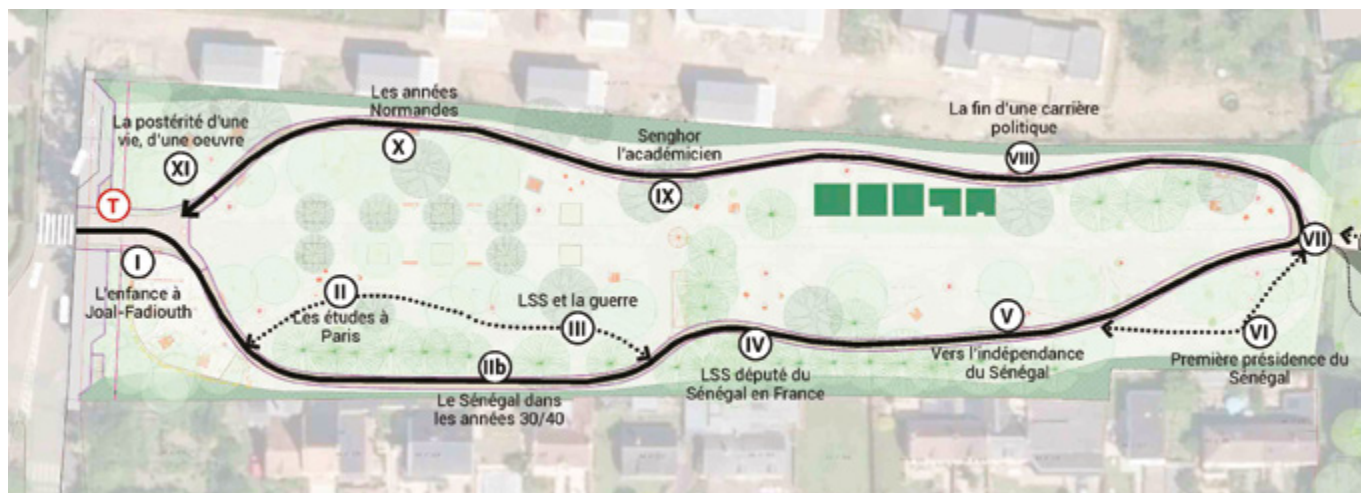 Les années
Normandes
X
La postérité d'une
vie, d'une oeuvre
XI
T
Senghor
l'académicien
IX
La fin d'une carrière
politique
VIII
VII
I
L'enfance à
Joal-Fadiouth
II
Les études à
Paris
LSS et la guerre
III
IIb
Le Sénégal dans
les années 30/40
IV
LSS député du
Sénégal en France
V
Vers l'indépendance
du Sénégal
VI
Première présidence du
Sénégal